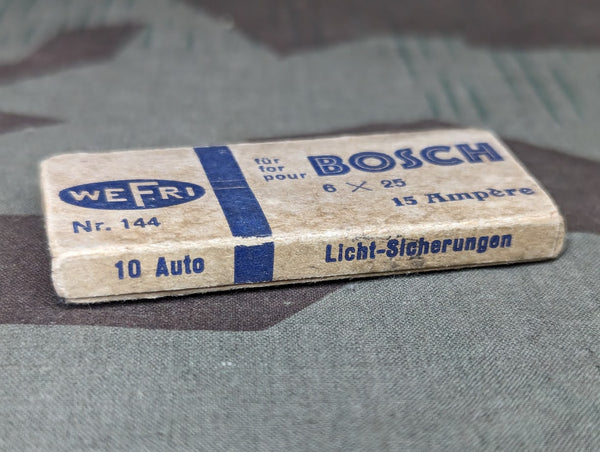 WEFRI
Nr. 144
für
for
pour
BOSCH
6 × 25
15 Ampère
10 Auto
Licht-Sicherungen